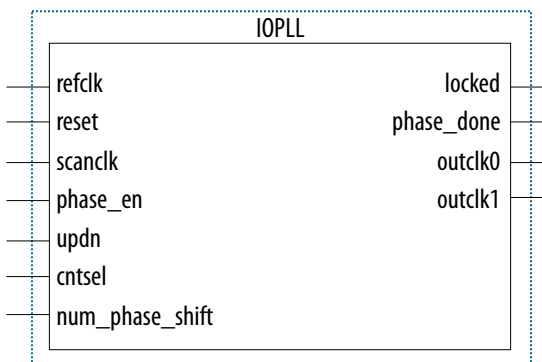 IOPLL
refclk
reset
scanclk
phase_en
updn
cntsel
num_phase_shift
locked
phase_done
outclk0
outclk1